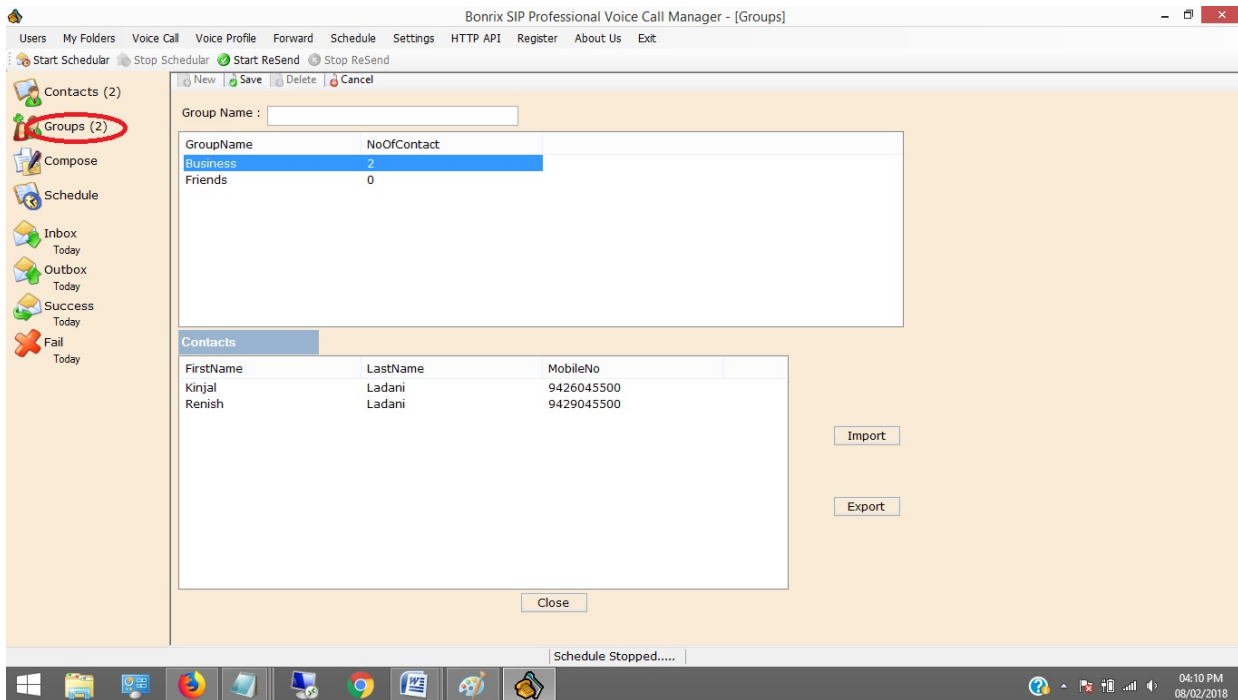 Bonrix SIP Professional Voice Call Manager - [Groups]
Users My Folders Voice Call Voice Profile Forward Schedule Settings HTTP API Register About Us Exit
Start Schedular Stop Schedular Start ReSend Stop ReSend
New Save Delete Cancel
Contacts (2)
Groups (2)
Compose
Schedule
Inbox
Today
Outbox
Today
Success
Today
Fail
Today
Group Name :
GroupName NoOfContact
Business 2
Friends 0
Contacts
FirstName LastName MobileNo
Kinjal Ladani 9426045500
Renish Ladani 9429045500
Import
Export
Close
Schedule Stopped.....
04:10 PM
08/02/2018